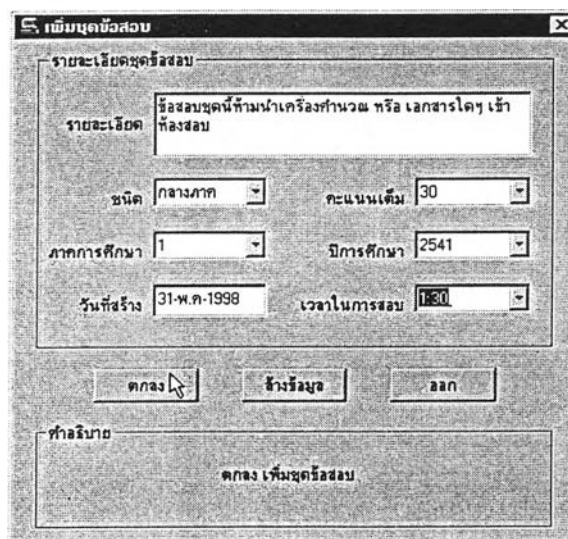 เพิ่มชุดข้อสอบ
รายละเอียดชุดข้อสอบ
รายละเอียด ข้อสอบชุดนี้ห้ามนำเครื่องคำนวณ หรือ เอกสารใดๆ เข้า
ห้องสอบ
ชนิด กลางภาค คะแนนเต็ม 30
ภาคการศึกษา 1 ปีการศึกษา 2541
วันที่สร้าง 31-พ.ค-1998 เวลาในการสอบ 1:30
ตกลง ล้างข้อมูล ออก
คำอธิบาย
ตกลง เพิ่มชุดข้อสอบ